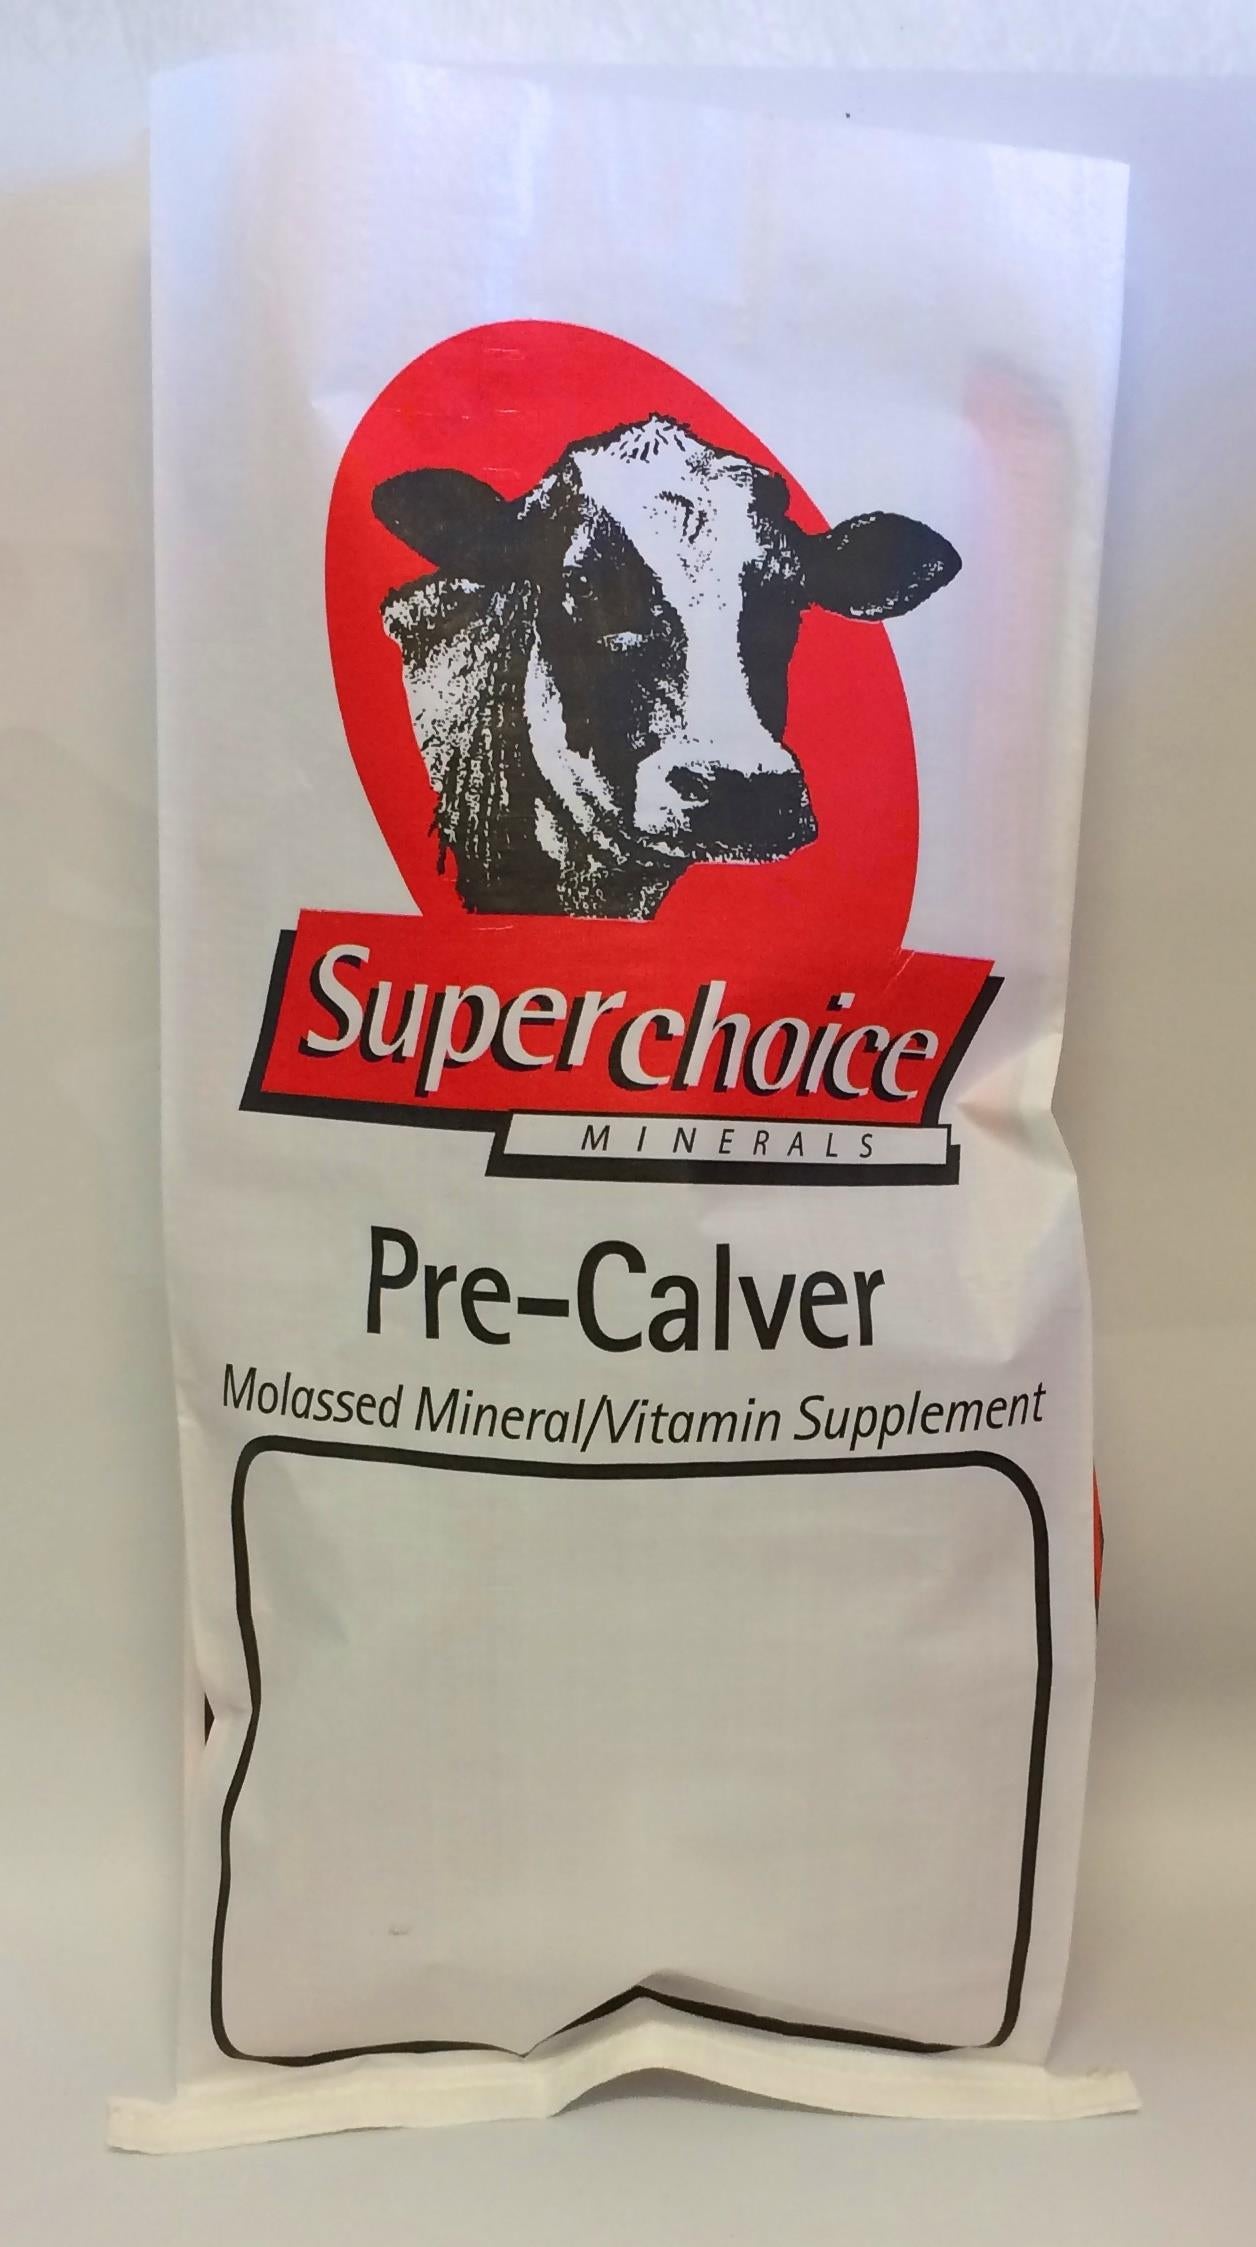 Superchoice
MINERALS
Pre-Calver
Molassed Mineral/Vitamin Supplement